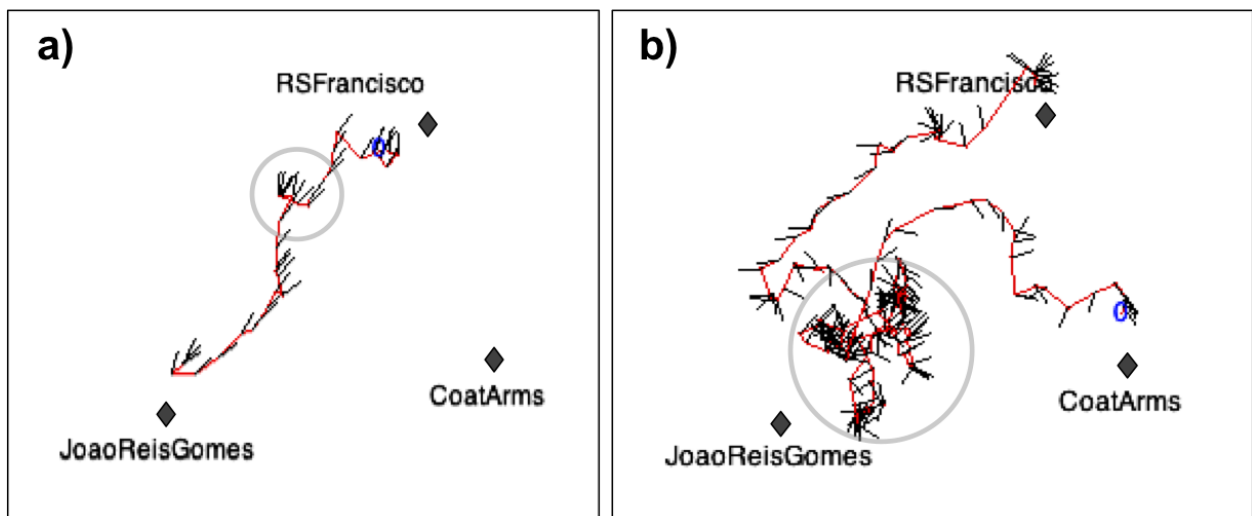 a)
RSFrancisco
0
CoatArms
JoaoReisGomes
b)
RSFrancisco
0
CoatArms
JoaoReisGomes